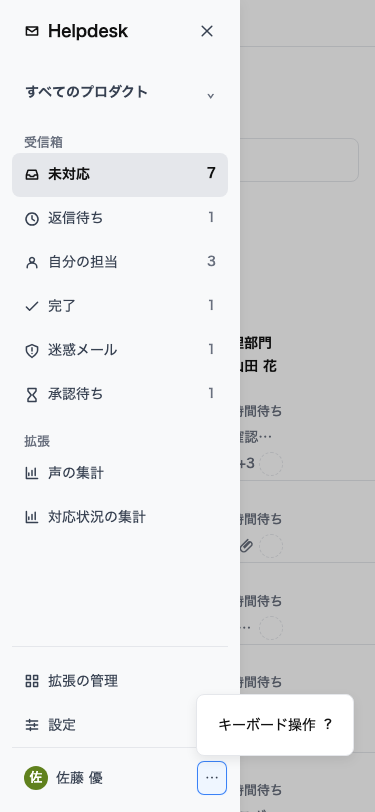 Helpdesk
すべてのプロダクト
受信箱
未対応 7
返信待ち 1
自分の担当 3
完了 1
迷惑メール 1
承認待ち 1
拡張
声の集計
対応状況の集計
拡張の管理
設定
キーボード操作 ?
佐 佐藤 優 …
理部門
山田 花
時間待ち
確認…
+3
時間待ち
時間待ち
…
時間待ち
時間待ち